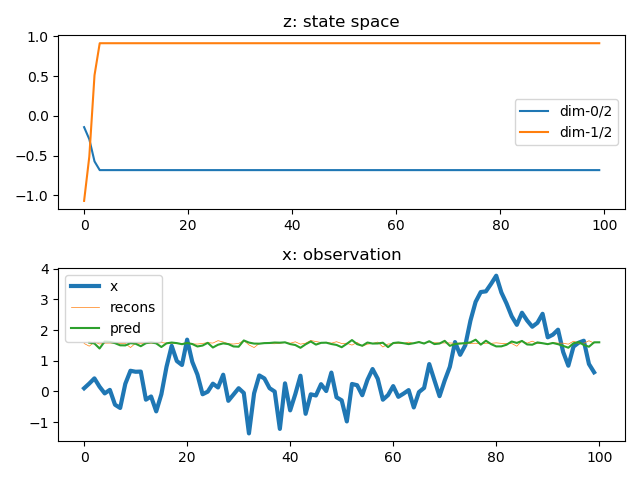 z: state space
1.0
0.5
0.0
−0.5
−1.0
dim-0/2
dim-1/2
0 20 40 60 80 100
x: observation
4
3
2
1
0
−1
x
recons
pred
0 20 40 60 80 100